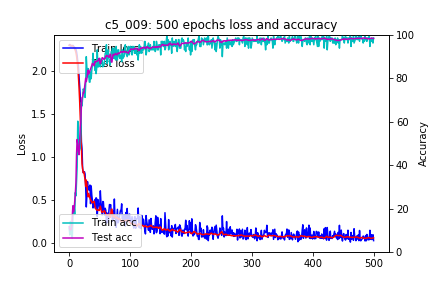 c5_009: 500 epochs loss and accuracy
Train loss
Test loss
Train acc
Test acc
Loss
Accuracy
2.0
1.5
1.0
0.5
0.0
100
80
60
40
20
0
0 100 200 300 400 500